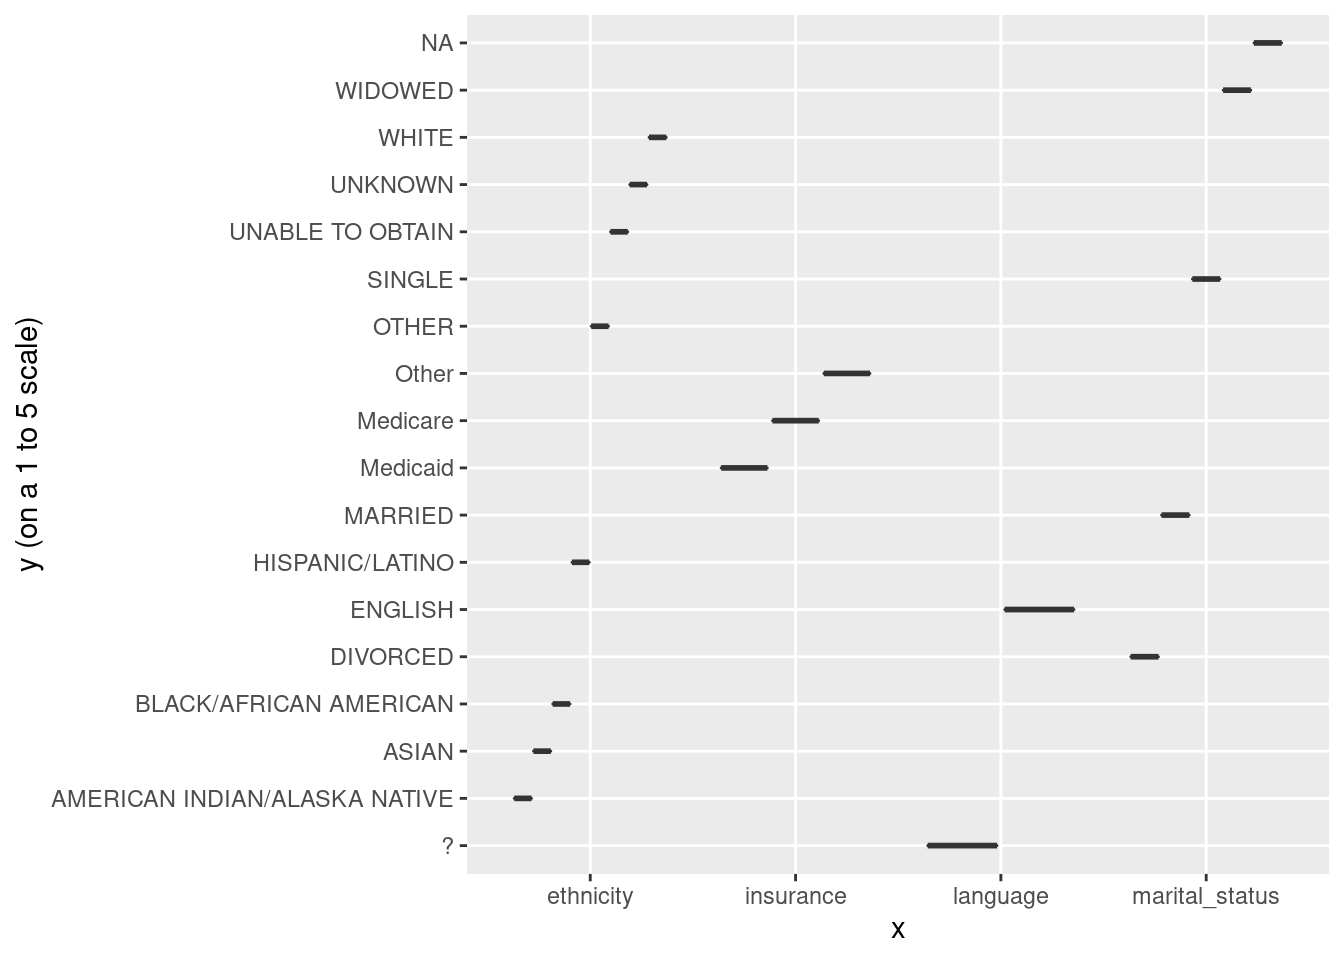 NA
WIDOWED
WHITE
UNKNOWN
UNABLE TO OBTAIN
SINGLE
OTHER
Other
Medicare
Medicaid
MARRIED
HISPANIC/LATINO
ENGLISH
DIVORCED
BLACK/AFRICAN AMERICAN
ASIAN
AMERICAN INDIAN/ALASKA NATIVE
?
y (on a 1 to 5 scale)
ethnicity insurance language marital_status
x